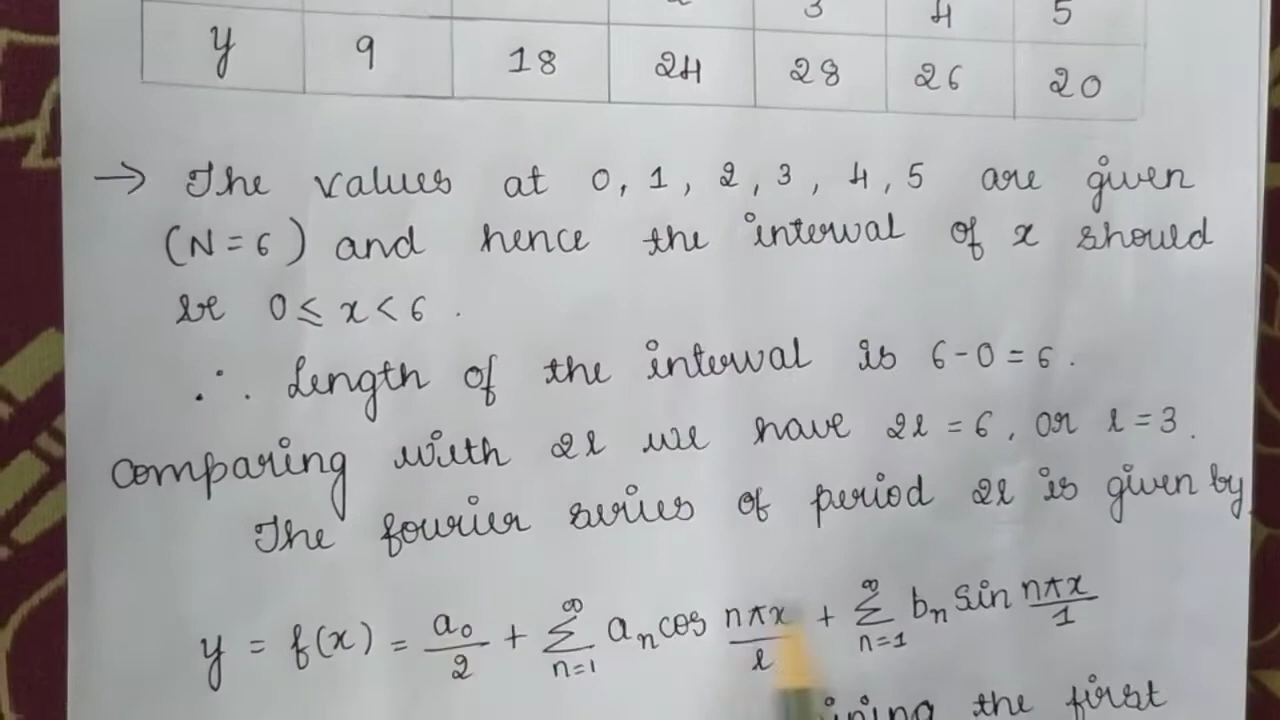 3 4 5
y 9 18 24 28 26 20
→ The values at 0, 1, 2, 3, 4, 5 are given
(N=6) and hence the interval of x should
be 0 ≤ x < 6 .
∴ Length of the interval is 6-0 = 6.
comparing with 2l we have 2l = 6, or l = 3.
The fourier series of period 2l is given by
y = f(x) = a₀/2 + ∑_{n=1}^{∞} aₙ cos nπx/l + ∑_{n=1}^{∞} bₙ sin nπx/1
the first